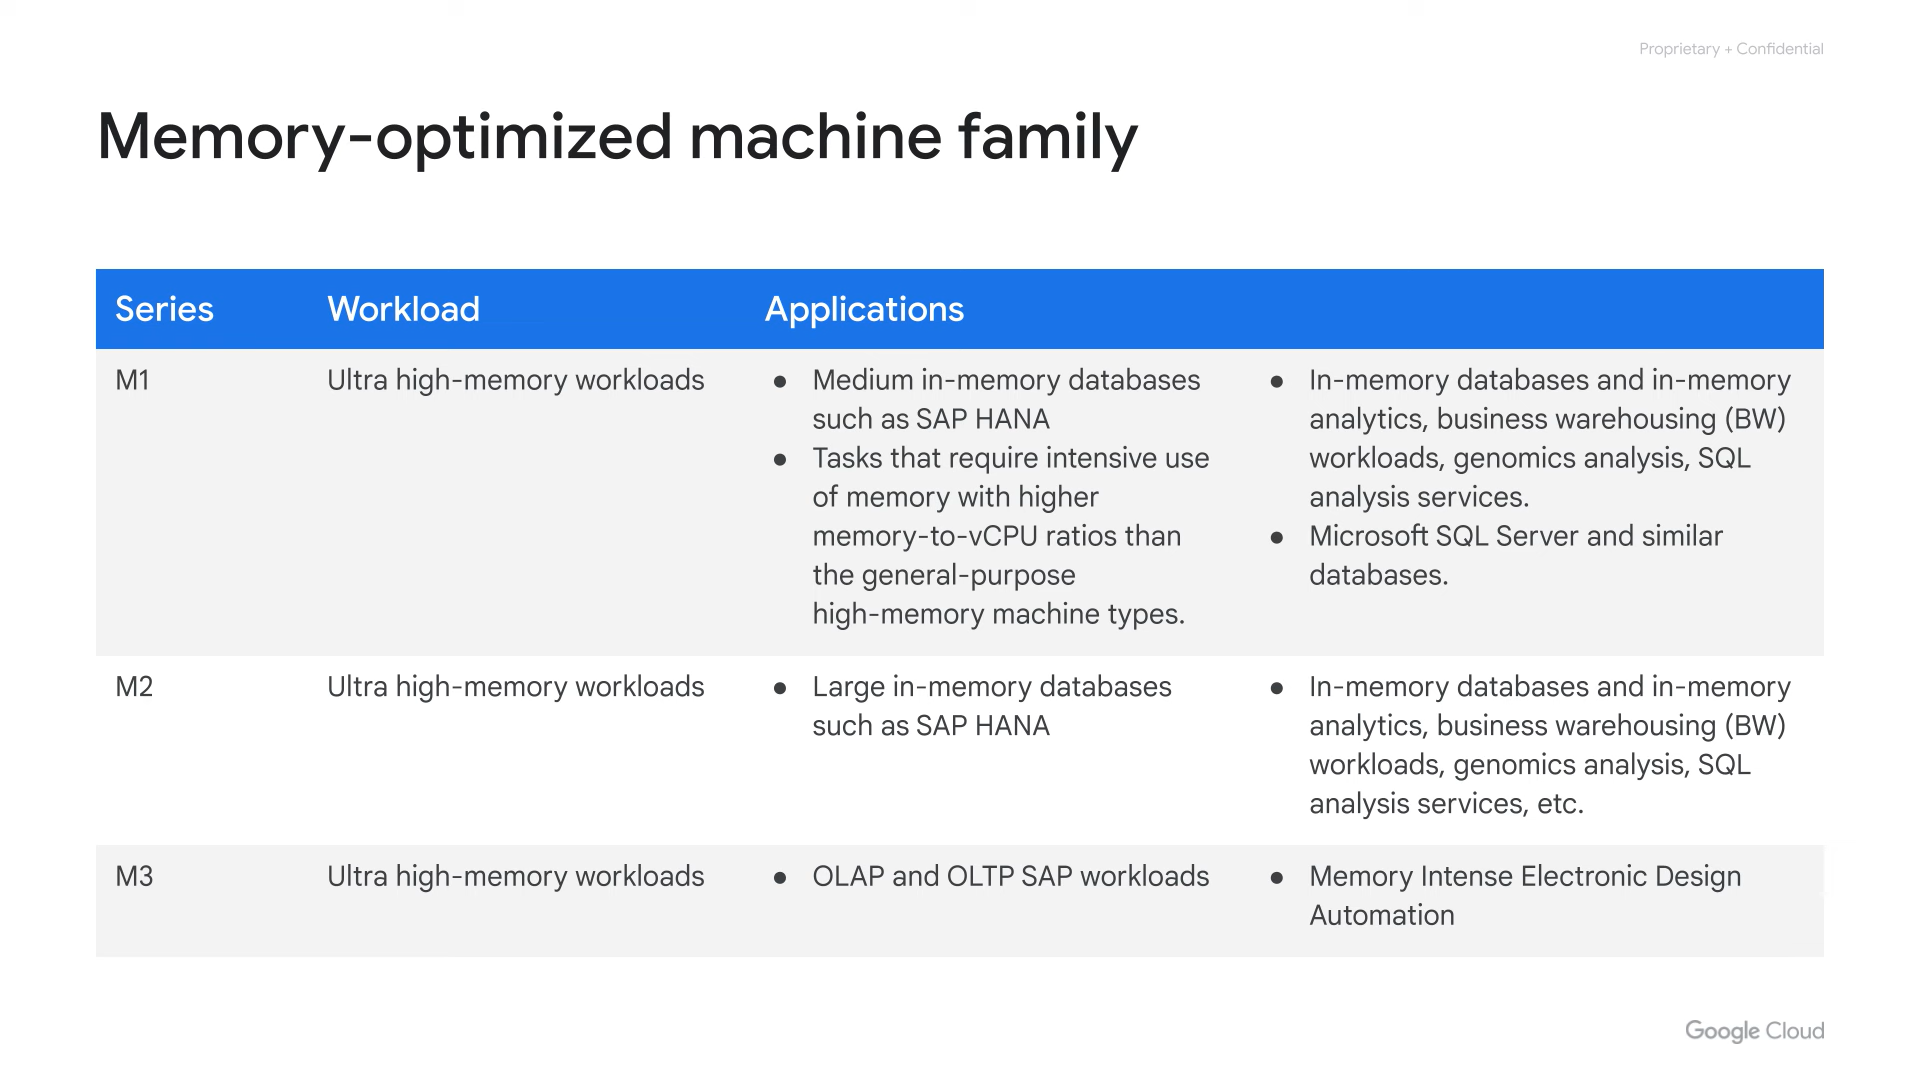 Proprietary + Confidential
Memory-optimized machine family
Series
Workload
Applications
M1
Ultra high-memory workloads
● Medium in-memory databases
such as SAP HANA
● Tasks that require intensive use
of memory with higher
memory-to-vCPU ratios than
the general-purpose
high-memory machine types.
● In-memory databases and in-memory
analytics, business warehousing (BW)
workloads, genomics analysis, SQL
analysis services.
● Microsoft SQL Server and similar
databases.
M2
Ultra high-memory workloads
● Large in-memory databases
such as SAP HANA
● In-memory databases and in-memory
analytics, business warehousing (BW)
workloads, genomics analysis, SQL
analysis services, etc.
M3
Ultra high-memory workloads
● OLAP and OLTP SAP workloads
● Memory Intense Electronic Design
Automation
Google Cloud